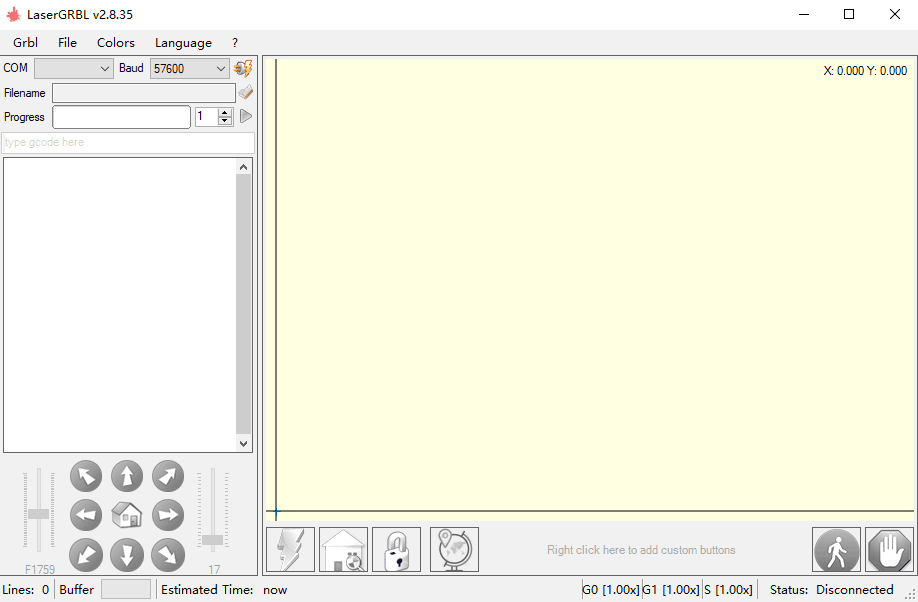 LaserGRBL v2.8.35
Grbl File Colors Language ?
COM Baud 57600
Filename
Progress 1
type gcode here
X: 0.000 Y: 0.000
F1759 17
Right click here to add custom buttons
Lines: 0 Buffer Estimated Time: now G0 [1.00x] G1 [1.00x] S [1.00x] Status: Disconnected